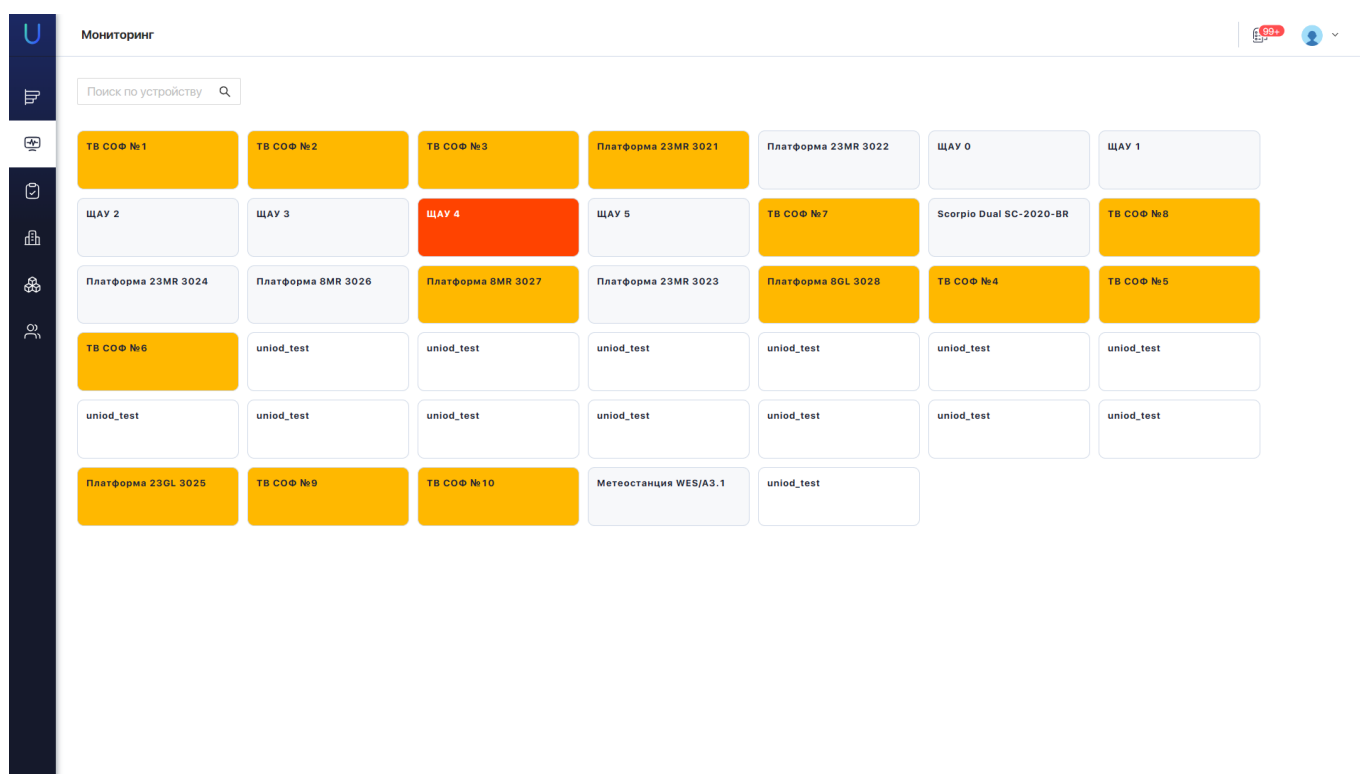 Мониторинг
99+
Поиск по устройству
ТВ СОФ №1
ТВ СОФ №2
ТВ СОФ №3
Платформа 23MR 3021
Платформа 23MR 3022
ЩАУ 0
ЩАУ 1
ЩАУ 2
ЩАУ 3
ЩАУ 4
ЩАУ 5
ТВ СОФ №7
Scorpio Dual SC-2020-BR
ТВ СОФ №8
Платформа 23MR 3024
Платформа 8MR 3026
Платформа 8MR 3027
Платформа 23MR 3023
Платформа 8GL 3028
ТВ СОФ №4
ТВ СОФ №5
ТВ СОФ №6
uniod_test
uniod_test
uniod_test
uniod_test
uniod_test
uniod_test
uniod_test
uniod_test
uniod_test
uniod_test
uniod_test
uniod_test
uniod_test
Платформа 23GL 3025
ТВ СОФ №9
ТВ СОФ №10
Метеостанция WES/A3.1
uniod_test